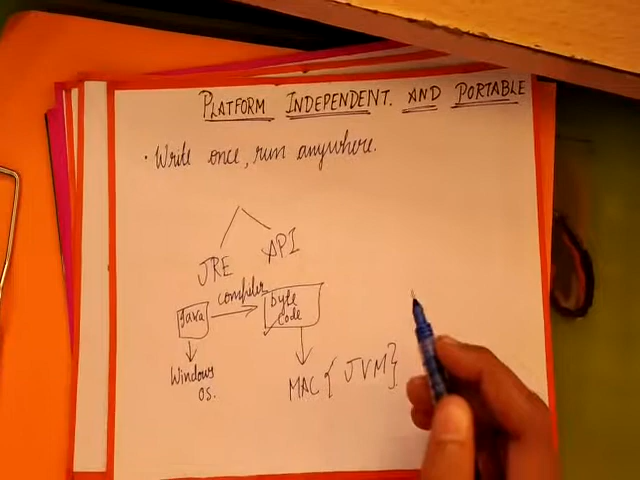 PLATFORM INDEPENDENT. AND PORTABLE
• Write once, run anywhere.
JRE API
compiler
Java
byte
code
Windows
OS.
MAC { JVM }